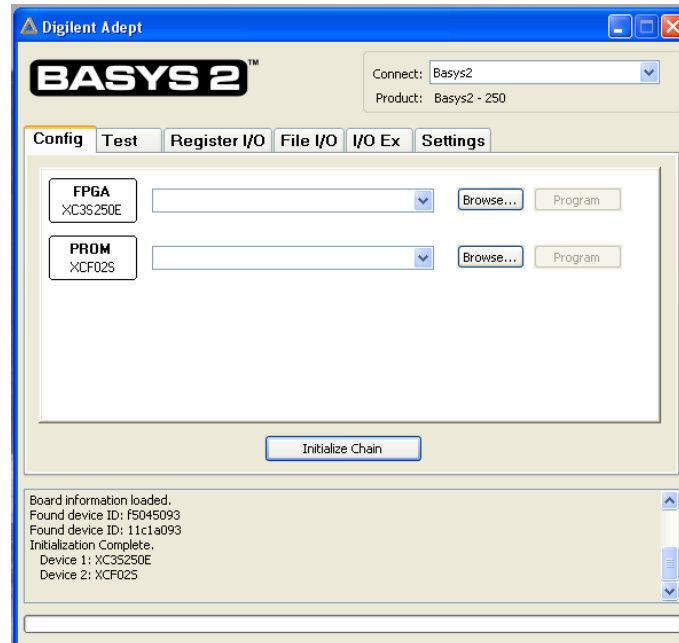 Digilent Adept
BASYS 2™
Connect: Basys2
Product: Basys2 - 250
Config Test Register I/O File I/O I/O Ex Settings
FPGA
XC3S250E
Browse... Program
PROM
XCF02S
Browse... Program
Initialize Chain
Board information loaded.
Found device ID: f5045093
Found device ID: 11c1a093
Initialization Complete.
Device 1: XC3S250E
Device 2: XCF02S